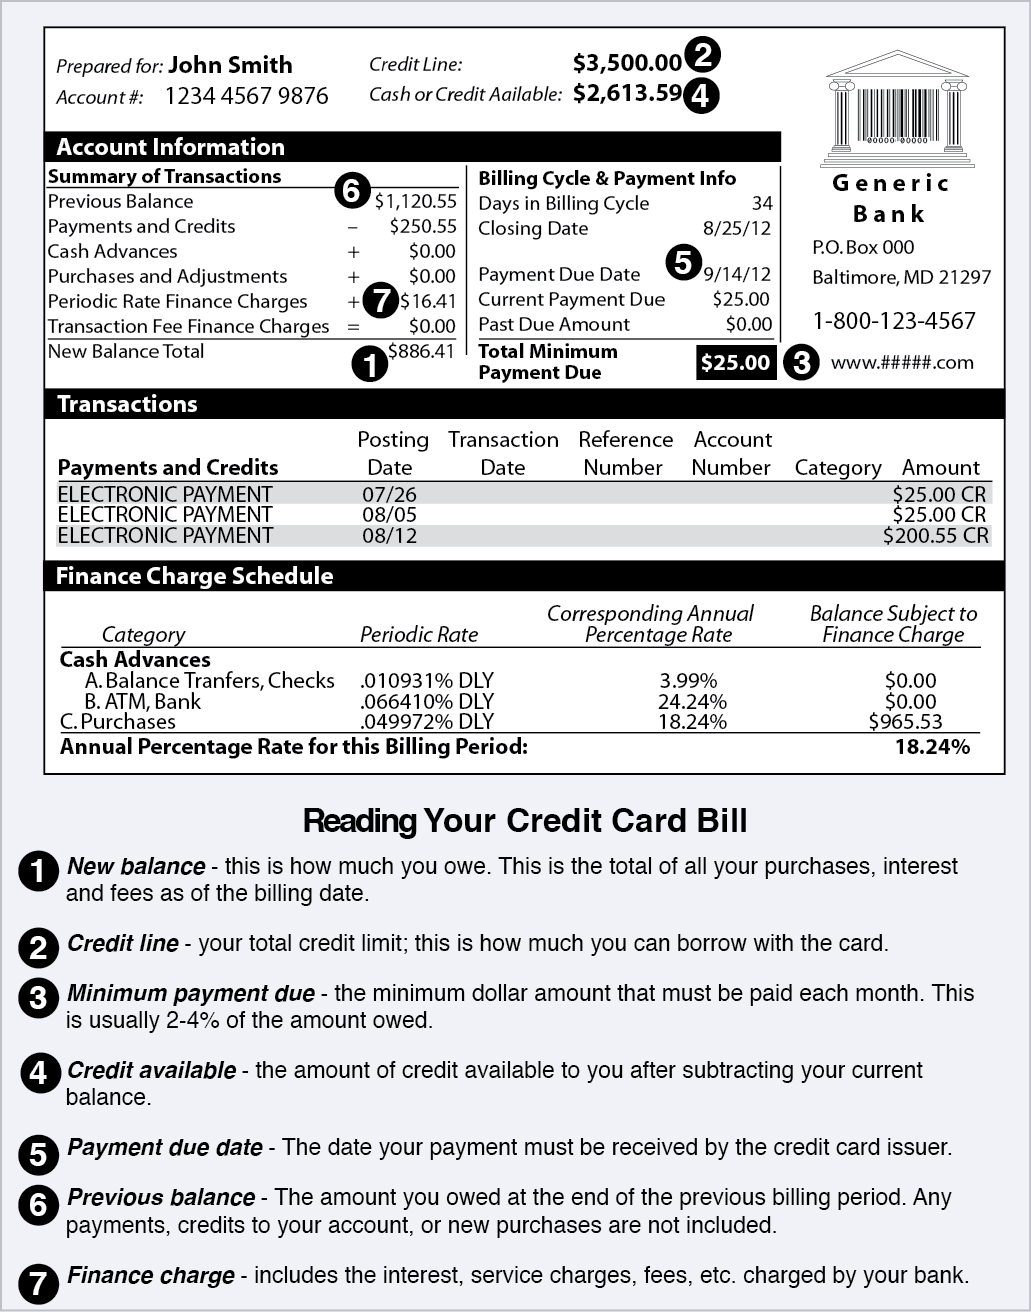 Prepared for: John Smith
Account #: 1234 4567 9876
Credit Line: $3,500.00 2
Cash or Credit Aailable: $2,613.59 4
00000 00000
Generic
Bank
P.O. Box 000
Baltimore, MD 21297
1-800-123-4567
www.#####.com
Account Information
Summary of Transactions
Previous Balance 6 $1,120.55
Payments and Credits – $250.55
Cash Advances + $0.00
Purchases and Adjustments + $0.00
Periodic Rate Finance Charges + 7 $16.41
Transaction Fee Finance Charges = $0.00
New Balance Total 1 $886.41
Billing Cycle & Payment Info
Days in Billing Cycle 34
Closing Date 8/25/12
Payment Due Date 5 9/14/12
Current Payment Due $25.00
Past Due Amount $0.00
Total Minimum
Payment Due $25.00 3
Transactions
Posting Transaction Reference Account
Payments and Credits Date Date Number Number Category Amount
ELECTRONIC PAYMENT 07/26 $25.00 CR
ELECTRONIC PAYMENT 08/05 $25.00 CR
ELECTRONIC PAYMENT 08/12 $200.55 CR
Finance Charge Schedule
Corresponding Annual Balance Subject to
Category Periodic Rate Percentage Rate Finance Charge
Cash Advances
A. Balance Tranfers, Checks .010931% DLY 3.99% $0.00
B. ATM, Bank .066410% DLY 24.24% $0.00
C. Purchases .049972% DLY 18.24% $965.53
Annual Percentage Rate for this Billing Period: 18.24%
Reading Your Credit Card Bill
1 New balance - this is how much you owe. This is the total of all your purchases, interest
and fees as of the billing date.
2 Credit line - your total credit limit; this is how much you can borrow with the card.
3 Minimum payment due - the minimum dollar amount that must be paid each month. This
is usually 2-4% of the amount owed.
4 Credit available - the amount of credit available to you after subtracting your current
balance.
5 Payment due date - The date your payment must be received by the credit card issuer.
6 Previous balance - The amount you owed at the end of the previous billing period. Any
payments, credits to your account, or new purchases are not included.
7 Finance charge - includes the interest, service charges, fees, etc. charged by your bank.